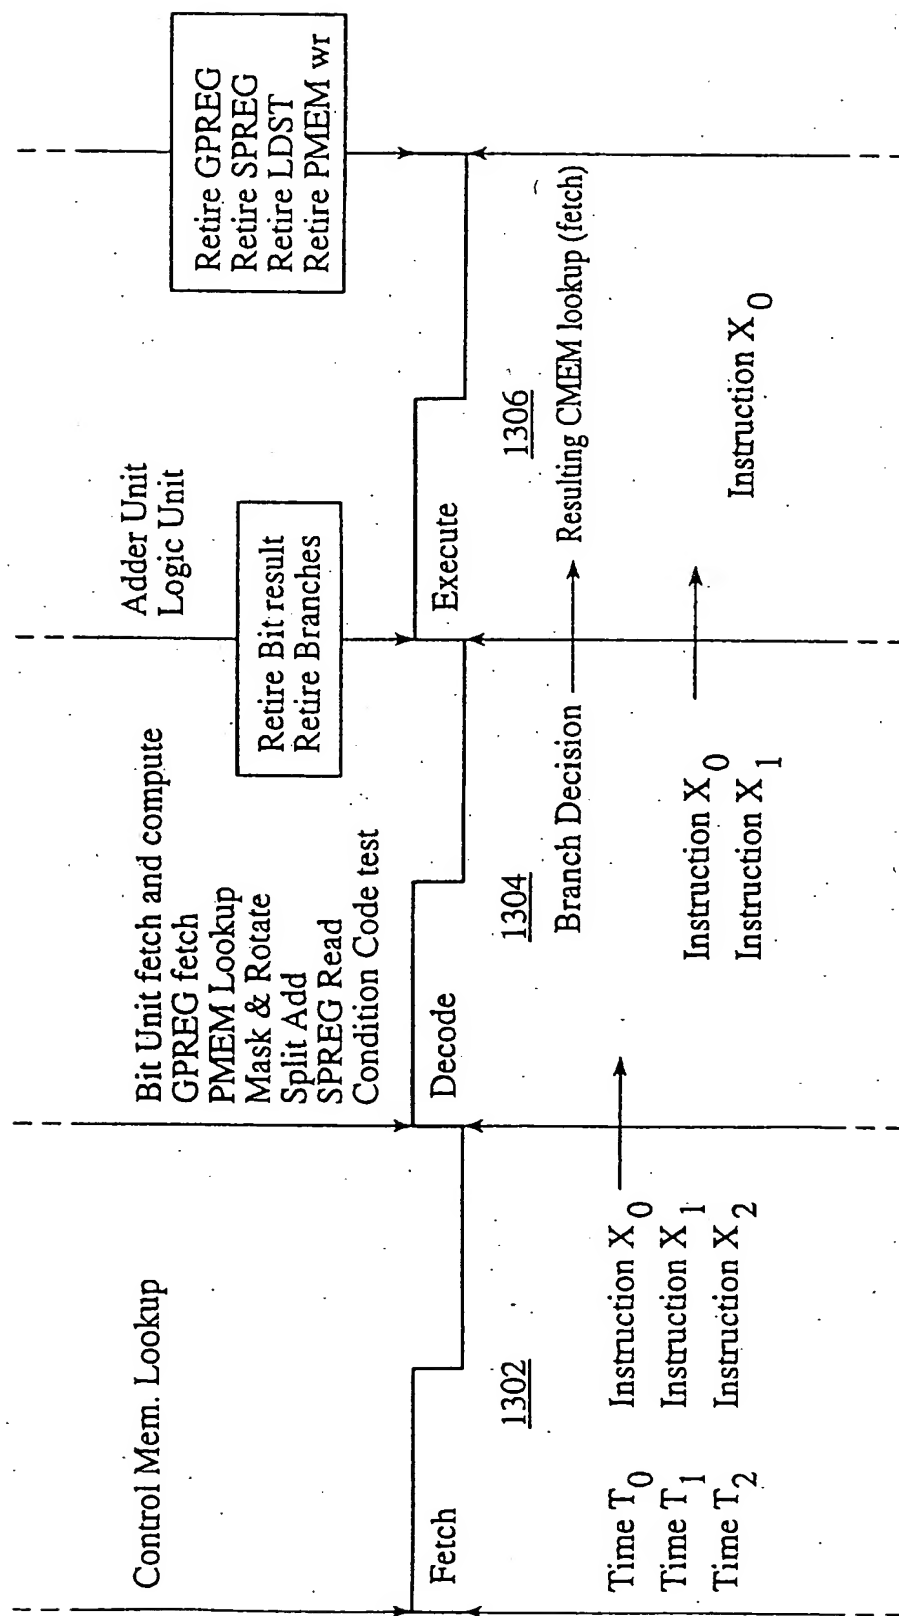 Control Mem. Lookup
Bit Unit fetch and compute
GPREG fetch
PMEM Lookup
Mask & Rotate
Split Add
SPREG Read
Condition Code test
Adder Unit
Logic Unit
Retire Bit result
Retire Branches
Retire GPREG
Retire SPREG
Retire LDST
Retire PMEM wr
Fetch
Decode
Execute
1302
1304
1306
Branch Decision
Resulting CMEM lookup (fetch)
Time T0 Instruction X0
Time T1 Instruction X1
Time T2 Instruction X2
Instruction X0
Instruction X1
Instruction X0